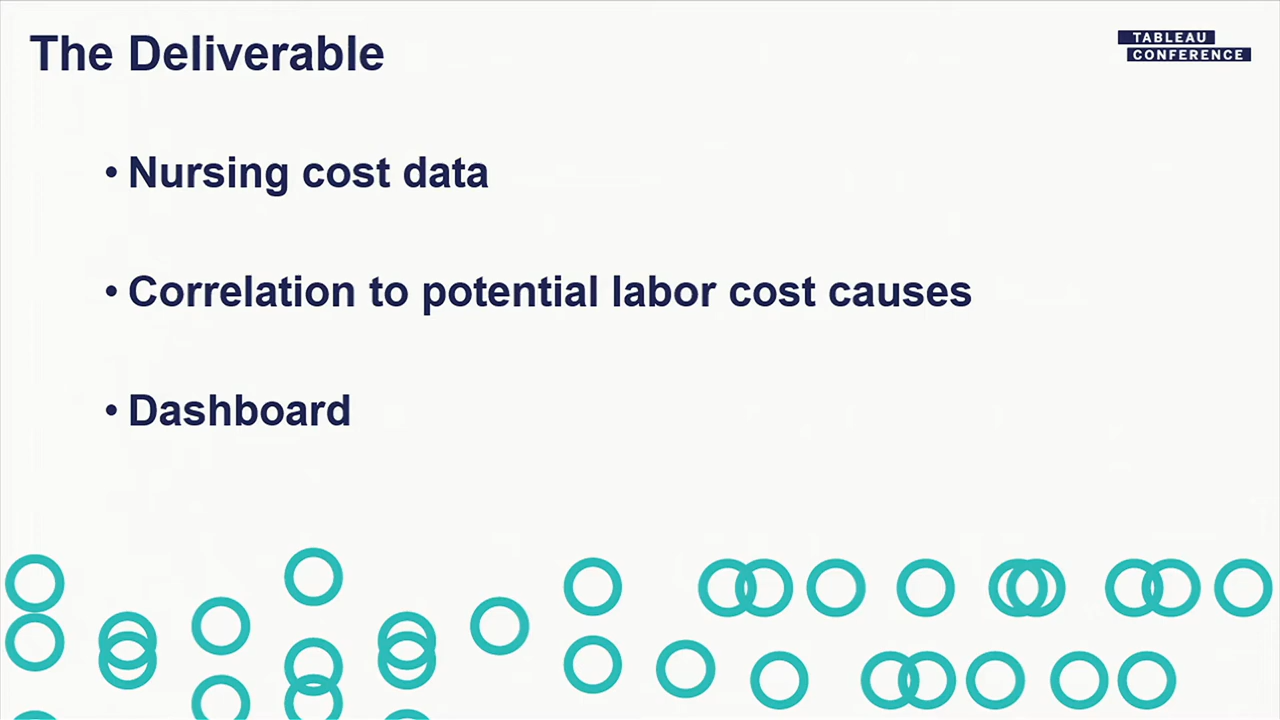 The Deliverable
TABLEAU
CONFERENCE
• Nursing cost data
• Correlation to potential labor cost causes
• Dashboard